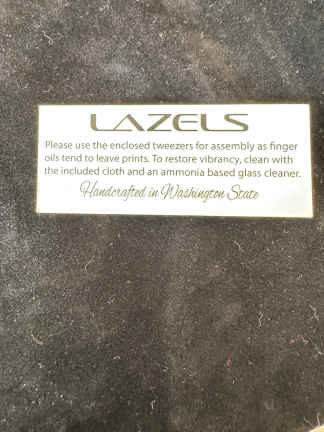 LAZELS
Please use the enclosed tweezers for assembly as finger
oils tend to leave prints. To restore vibrancy, clean with
the included cloth and an ammonia based glass cleaner.
Handcrafted in Washington State